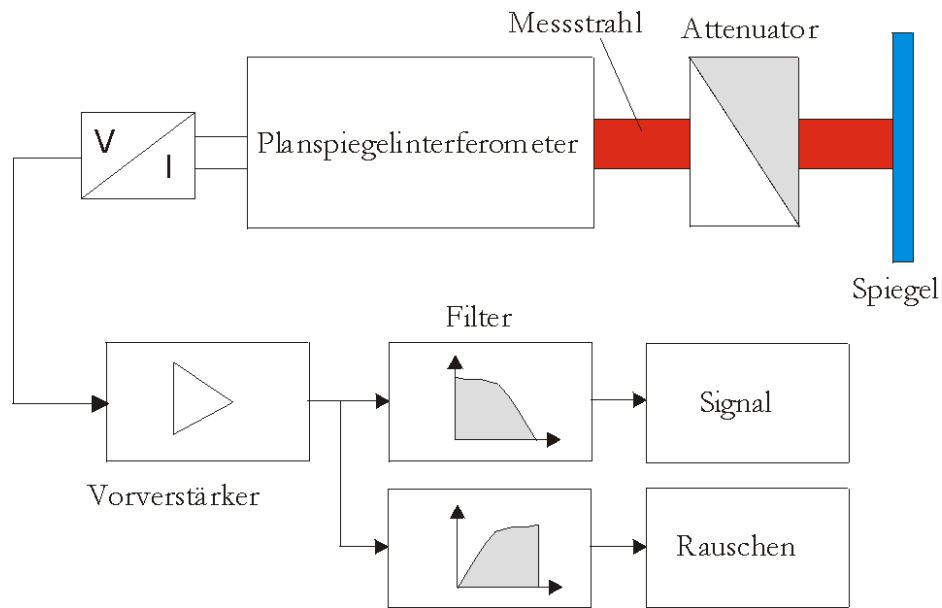 Messstrahl
Attenuator
V
I
Planspiegelinterferometer
Spiegel
Filter
Signal
Vorverstärker
Rauschen